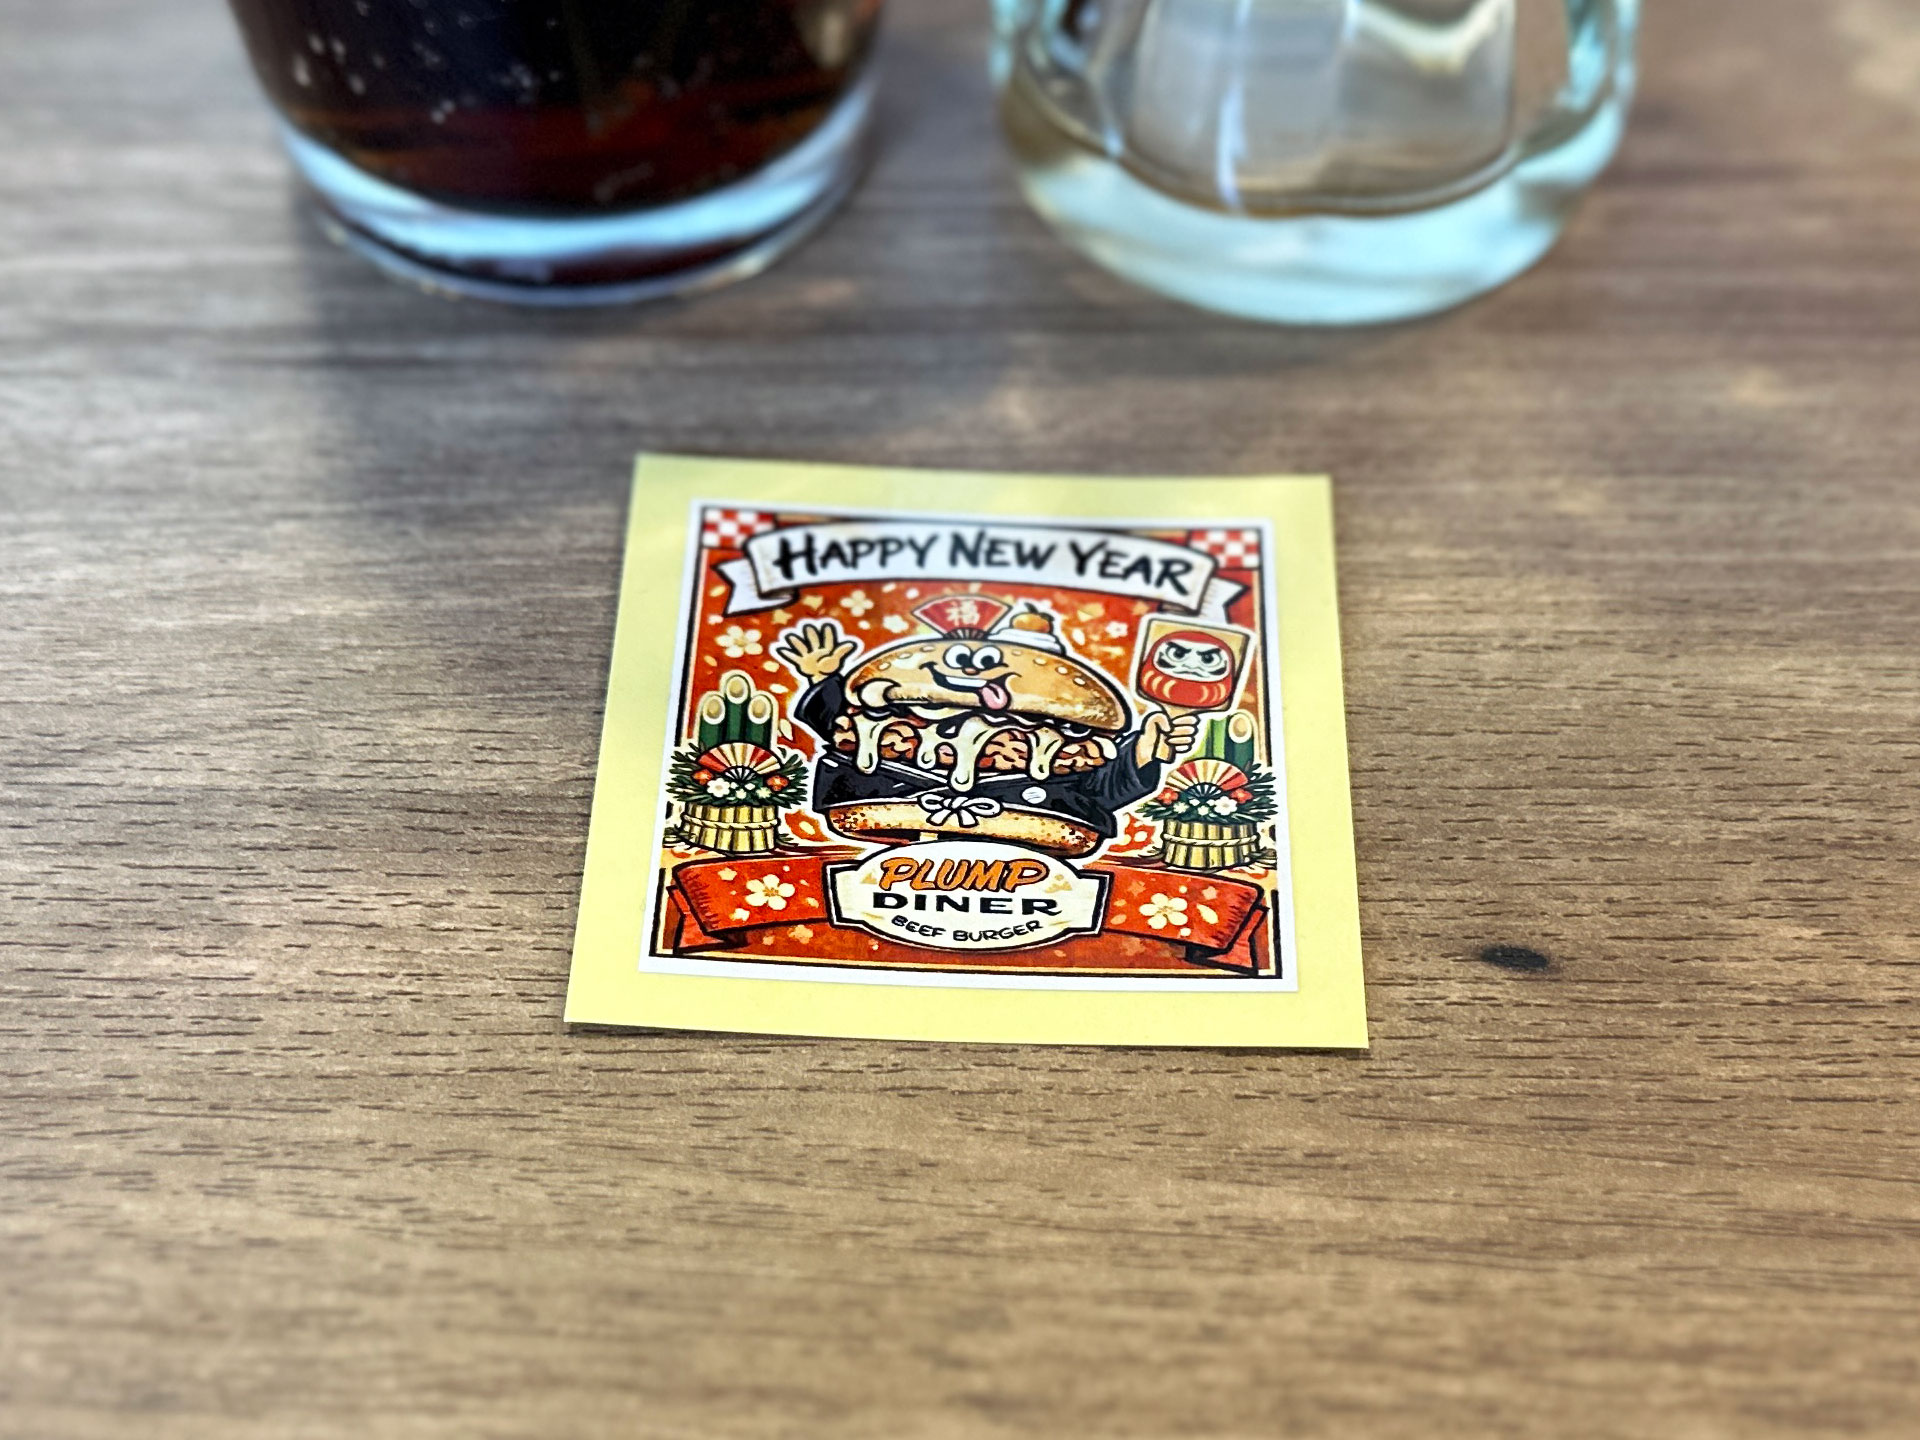 HAPPY NEW YEAR
福
PLUMP
DINER
BEEF BURGER